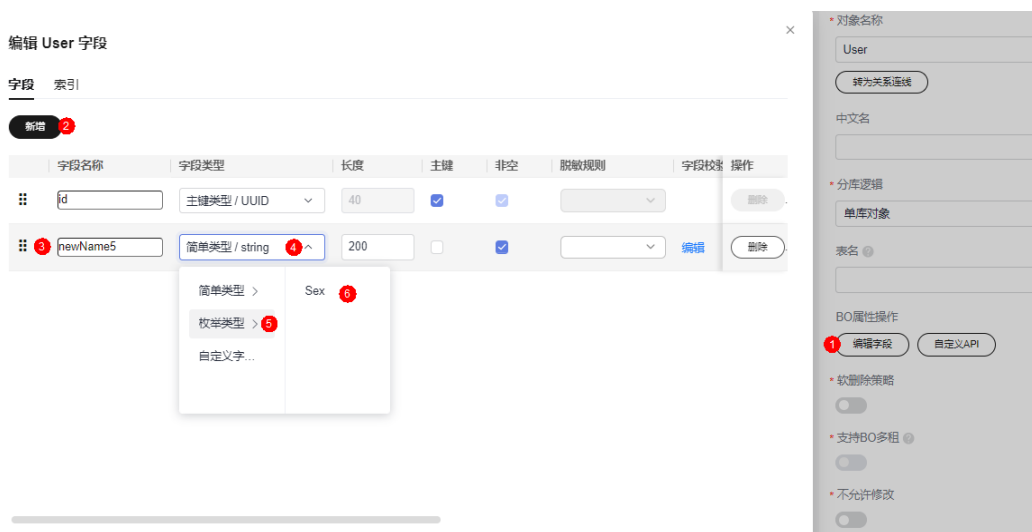 编辑 User 字段
×
字段 索引
新增 2
字段名称 字段类型 长度 主键 非空 脱敏规则 字段校验 操作
id 主键类型 / UUID 40 删除
3 newName5 简单类型 / string 4 200 编辑 删除
简单类型 > Sex 6
枚举类型 > 5
自定义字...
* 对象名称
User
转为关系连线
中文名
* 分库逻辑
单库对象
表名
BO属性操作
1 编辑字段 自定义API
* 软删除策略
* 支持BO多租
* 不允许修改